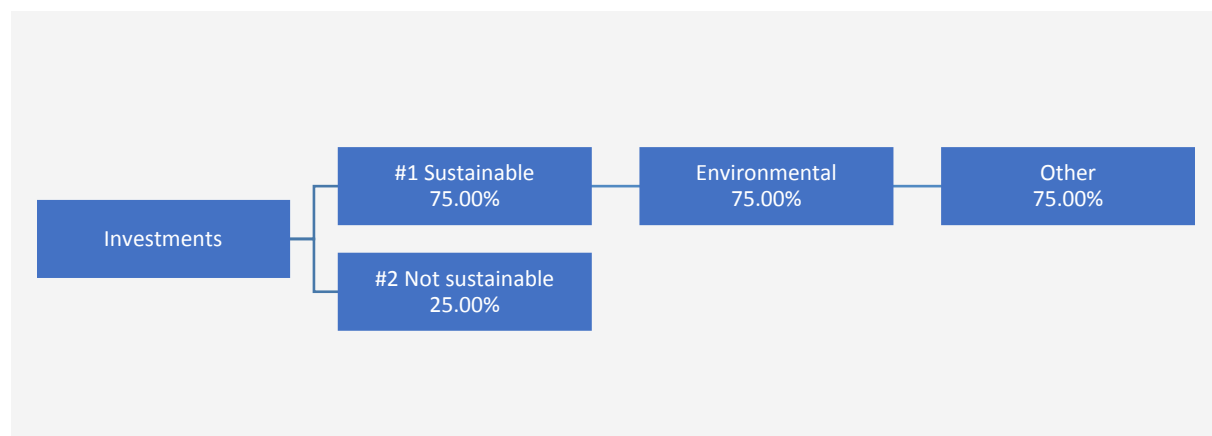 Investments
#1 Sustainable
75.00%
Environmental
75.00%
Other
75.00%
#2 Not sustainable
25.00%